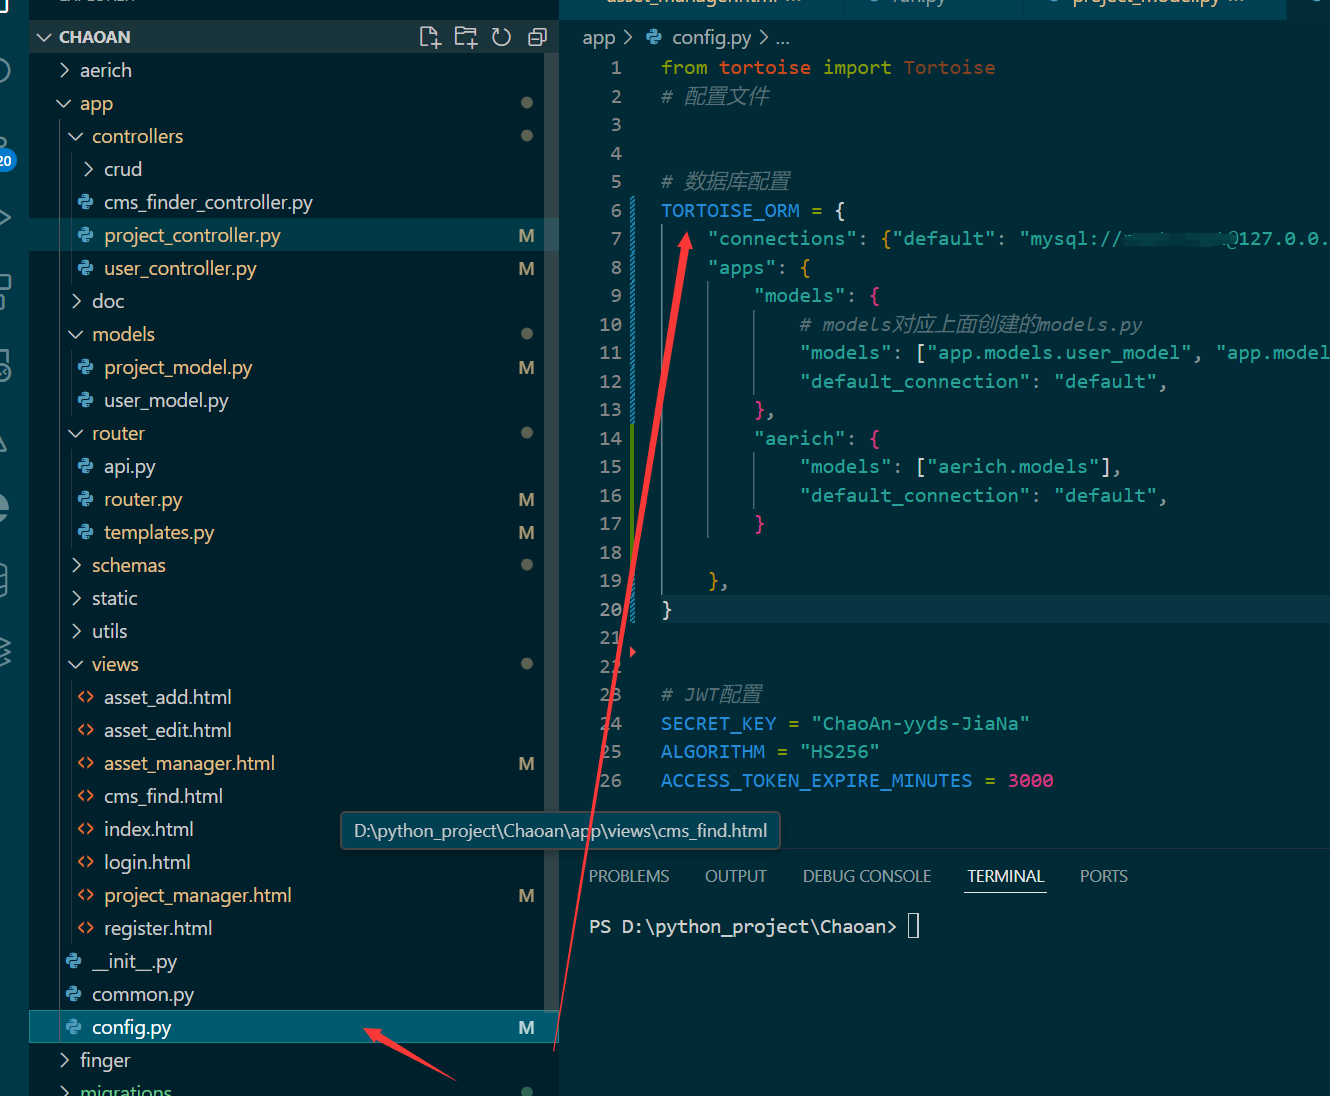 CHAOAN
aerich
app
controllers
crud
cms_finder_controller.py
project_controller.py M
user_controller.py M
doc
models
project_model.py M
user_model.py
router
api.py
router.py M
templates.py M
schemas
static
utils
views
asset_add.html
asset_edit.html
asset_manager.html M
cms_find.html
index.html
login.html
project_manager.html M
register.html
__init__.py
common.py
config.py M
finger
migrations
20
app > config.py > ...
1 from tortoise import Tortoise
2 # 配置文件
3
4
5 # 数据库配置
6 TORTOISE_ORM = {
7 "connections": {"default": "mysql://
@127.0.0.
8 "apps": {
9 "models": {
10 # models对应上面创建的models.py
11 "models": ["app.models.user_model", "app.model
12 "default_connection": "default",
13 },
14 "aerich": {
15 "models": ["aerich.models"],
16 "default_connection": "default",
17 }
18
19 },
20 }
21
22
23 # JWT配置
24 SECRET_KEY = "ChaoAn-yyds-JiaNa"
25 ALGORITHM = "HS256"
26 ACCESS_TOKEN_EXPIRE_MINUTES = 3000
D:\python_project\Chaoan\app\views\cms_find.html
PROBLEMS OUTPUT DEBUG CONSOLE TERMINAL PORTS
PS D:\python_project\Chaoan>